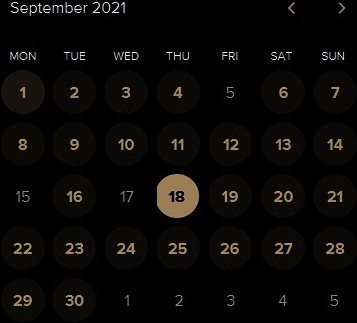 September 2021 < >
MON TUE WED THU FRI SAT SUN
1 2 3 4 5 6 7
8 9 10 11 12 13 14
15 16 17 18 19 20 21
22 23 24 25 26 27 28
29 30 1 2 3 4 5